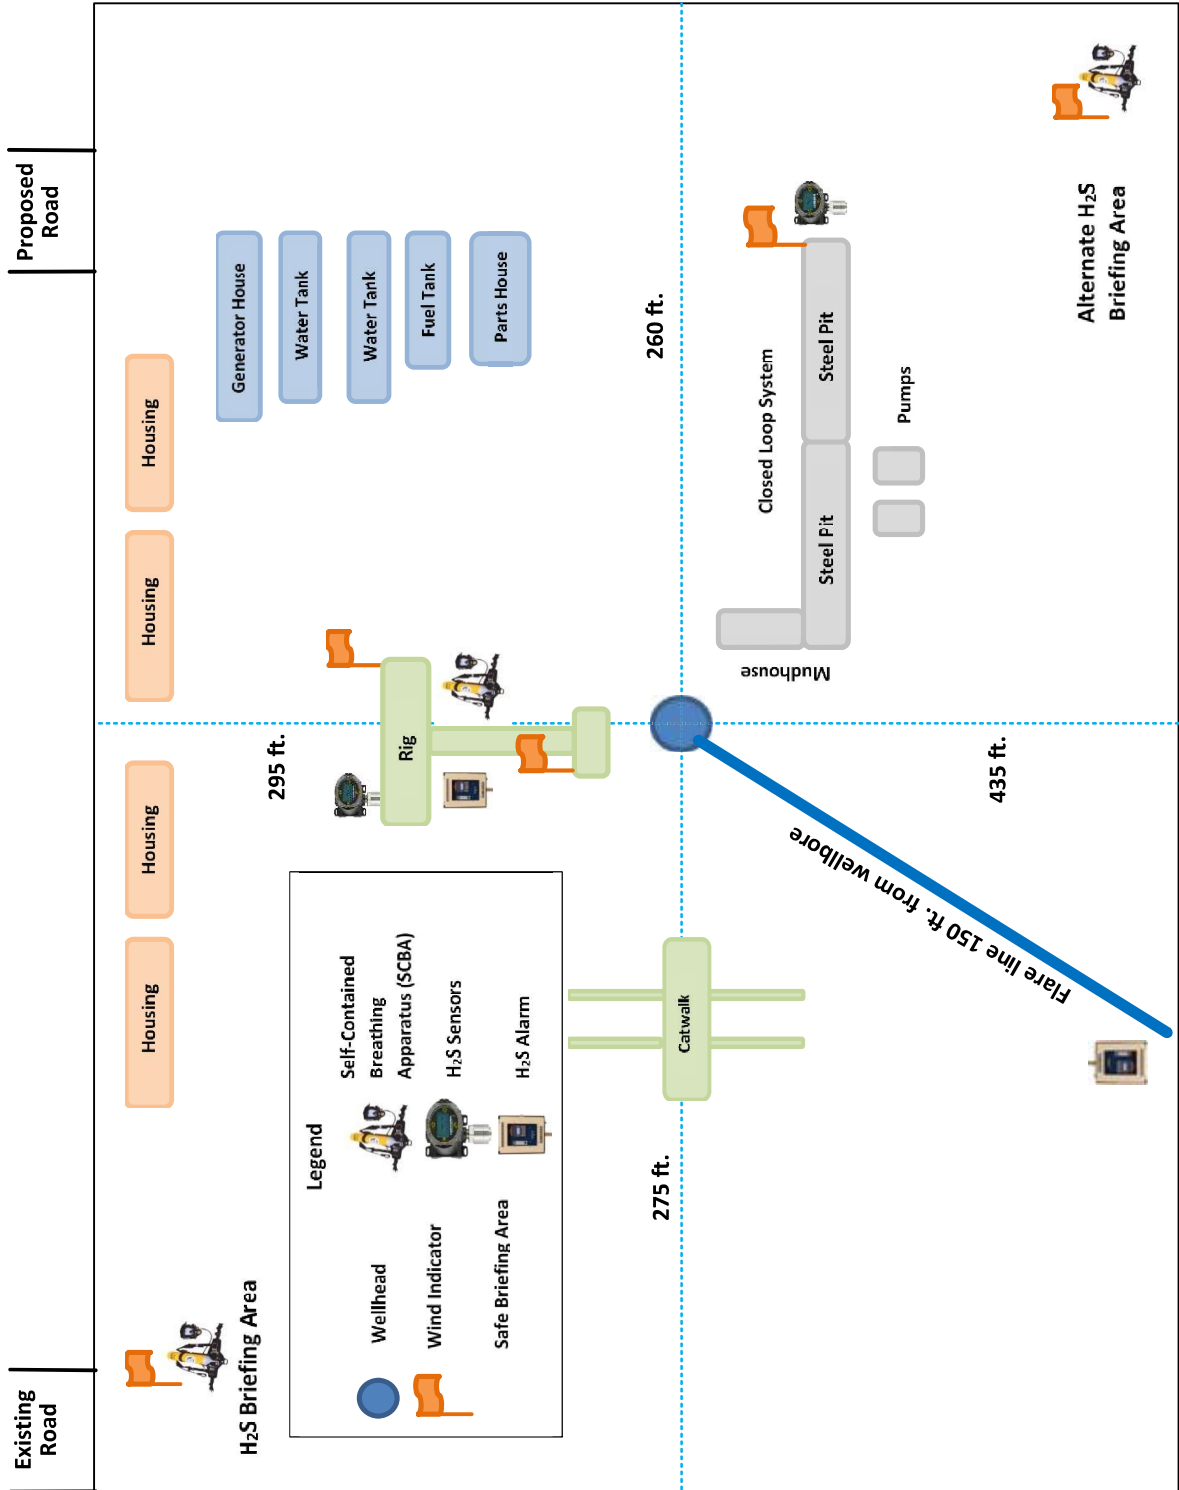 Existing
Road
Proposed
Road
Housing
Housing
Housing
Housing
H₂S Briefing Area
Generator House
Water Tank
Water Tank
Fuel Tank
Parts House
295 ft.
Rig
Legend
Wellhead
Wind Indicator
Safe Briefing Area
Self-Contained
Breathing
Apparatus (SCBA)
H₂S Sensors
H₂S Alarm
275 ft.
Catwalk
260 ft.
Mudhouse
Closed Loop System
Steel Pit
Steel Pit
Pumps
435 ft.
Flare line 150 ft. from wellbore
Alternate H₂S
Briefing Area